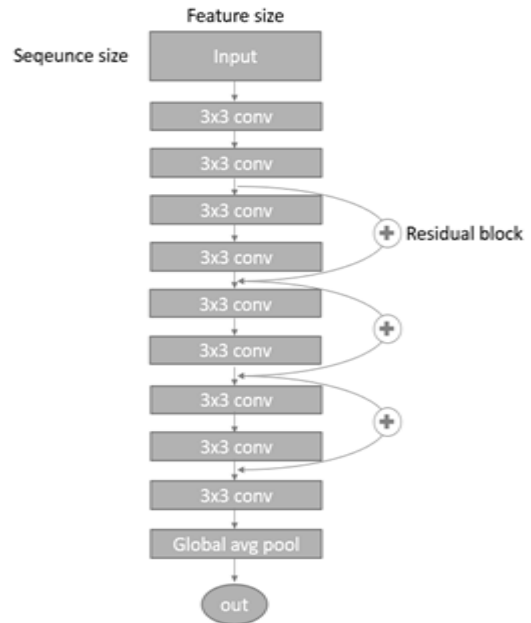 Feature size
Seqeunce size
Input
3x3 conv
3x3 conv
3x3 conv
Residual block
3x3 conv
3x3 conv
3x3 conv
3x3 conv
3x3 conv
3x3 conv
Global avg pool
out